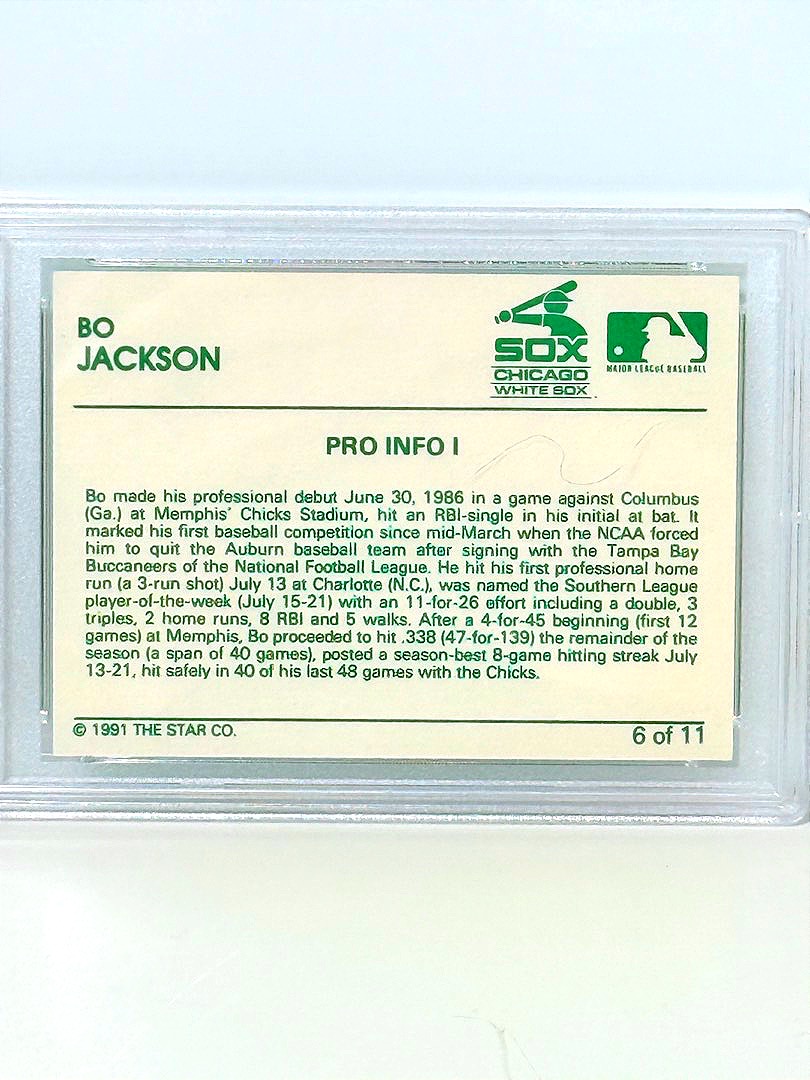 BO
JACKSON
SOX
CHICAGO
WHITE SOX
MAJOR LEAGUE BASEBALL
PRO INFO I
Bo made his professional debut June 30, 1986 in a game against Columbus
(Ga.) at Memphis' Chicks Stadium, hit an RBI-single in his initial at bat. It
marked his first baseball competition since mid-March when the NCAA forced
him to quit the Auburn baseball team after signing with the Tampa Bay
Buccaneers of the National Football League. He hit his first professional home
run (a 3-run shot) July 13 at Charlotte (N.C.), was named the Southern League
player-of-the-week (July 15-21) with an 11-for-26 effort including a double, 3
triples, 2 home runs, 8 RBI and 5 walks. After a 4-for-45 beginning (first 12
games) at Memphis, Bo proceeded to hit .338 (47-for-139) the remainder of the
season (a span of 40 games), posted a season-best 8-game hitting streak July
13-21, hit safely in 40 of his last 48 games with the Chicks.
© 1991 THE STAR CO.
6 of 11